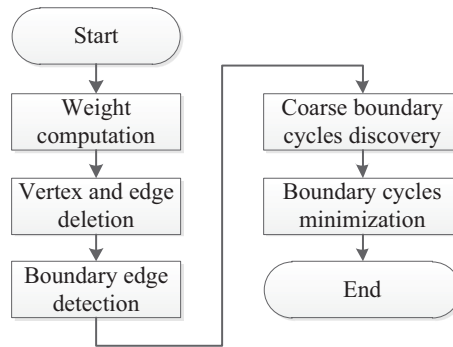 Start
Weight
computation
Vertex and edge
deletion
Boundary edge
detection
Coarse boundary
cycles discovery
Boundary cycles
minimization
End